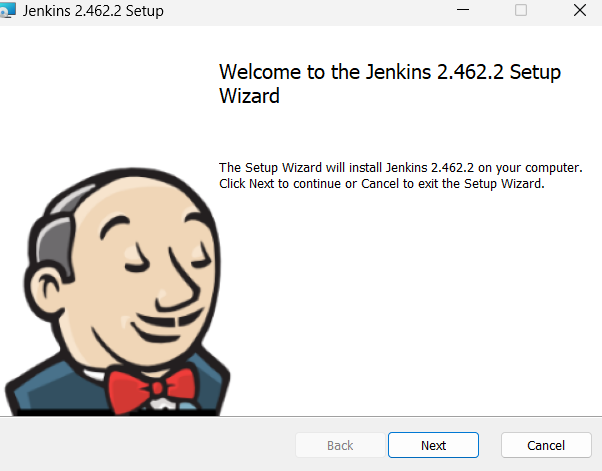 Jenkins 2.462.2 Setup
Welcome to the Jenkins 2.462.2 Setup
Wizard
The Setup Wizard will install Jenkins 2.462.2 on your computer.
Click Next to continue or Cancel to exit the Setup Wizard.
Back
Next
Cancel